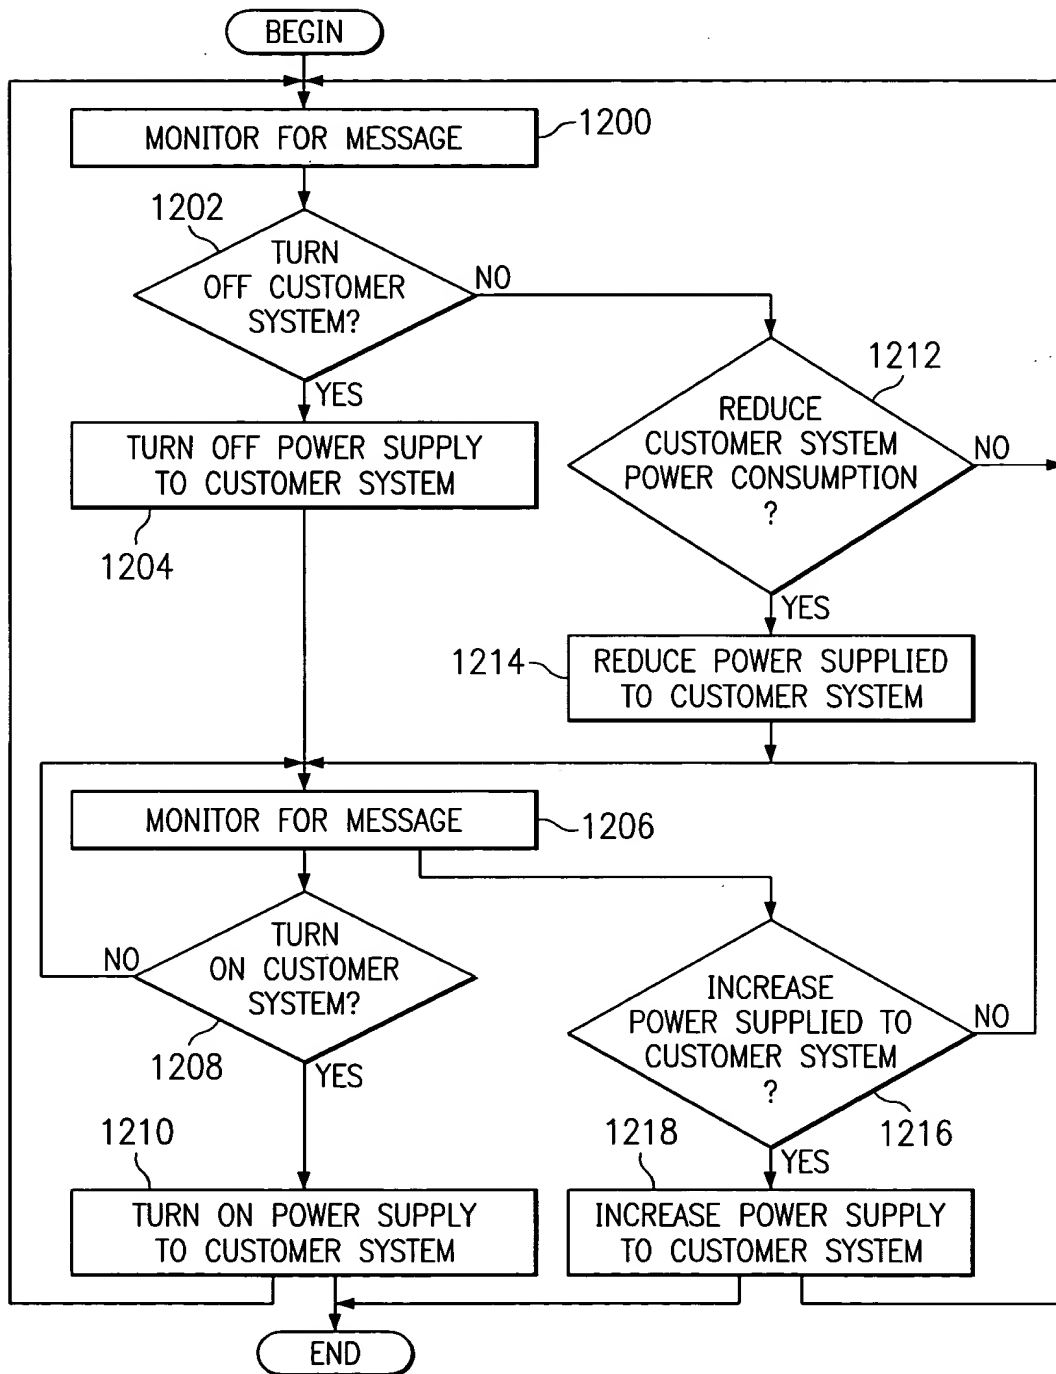 BEGIN
MONITOR FOR MESSAGE
1200
1202
TURN
OFF CUSTOMER
SYSTEM?
NO
YES
1212
REDUCE
CUSTOMER SYSTEM
POWER CONSUMPTION
?
NO
YES
TURN OFF POWER SUPPLY
TO CUSTOMER SYSTEM
1204
1214
REDUCE POWER SUPPLIED
TO CUSTOMER SYSTEM
MONITOR FOR MESSAGE
1206
TURN
ON CUSTOMER
SYSTEM?
NO
1208
YES
INCREASE
POWER SUPPLIED TO
CUSTOMER SYSTEM
?
NO
1216
YES
1210
TURN ON POWER SUPPLY
TO CUSTOMER SYSTEM
1218
INCREASE POWER SUPPLY
TO CUSTOMER SYSTEM
END